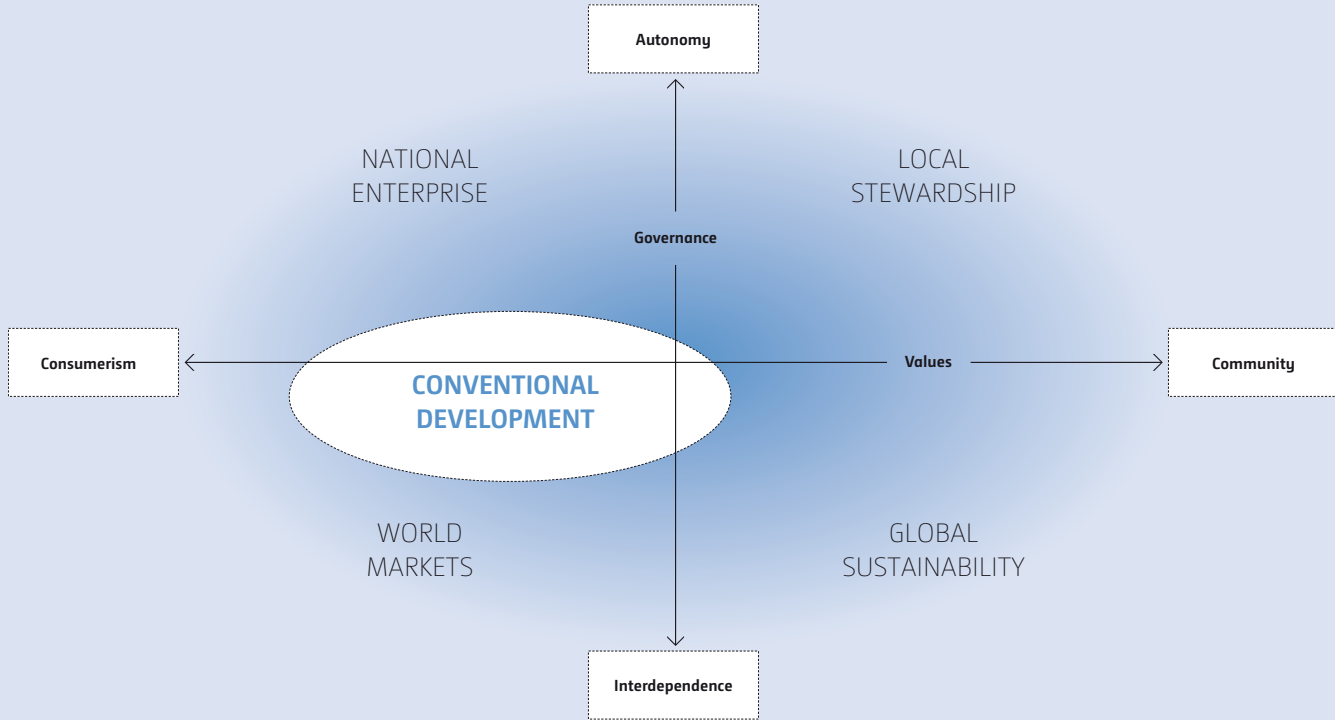 Autonomy
NATIONAL
ENTERPRISE
LOCAL
STEWARDSHIP
Governance
Consumerism
Values
Community
CONVENTIONAL
DEVELOPMENT
WORLD
MARKETS
GLOBAL
SUSTAINABILITY
Interdependence